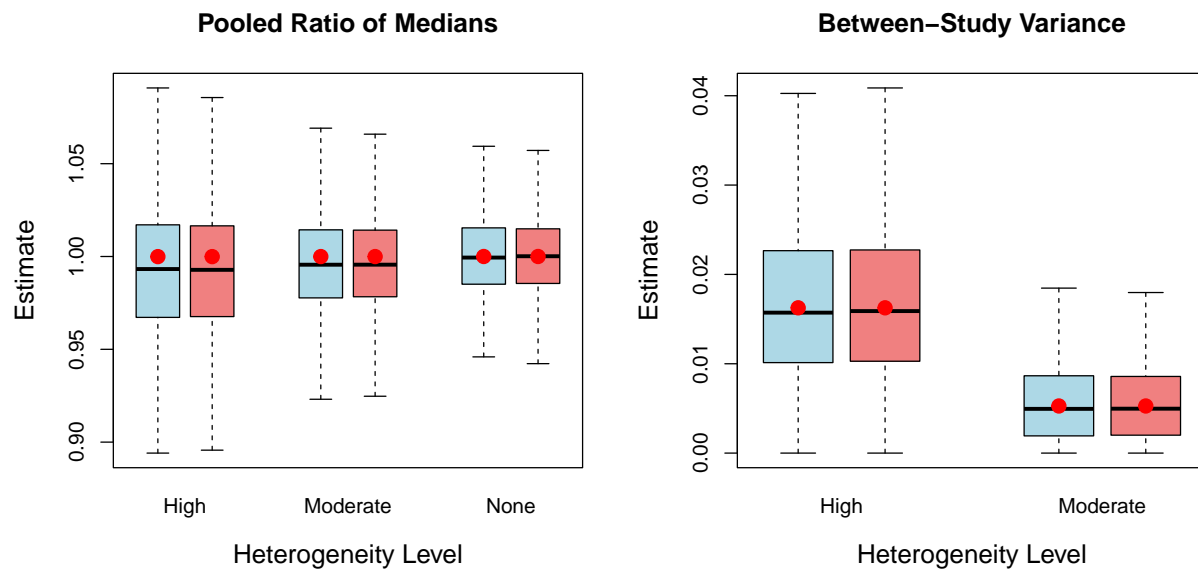 Pooled Ratio of Medians
Estimate
1.05
1.00
0.95
0.90
High
Moderate
None
Heterogeneity Level
Between−Study Variance
Estimate
0.04
0.03
0.02
0.01
0.00
High
Moderate
Heterogeneity Level